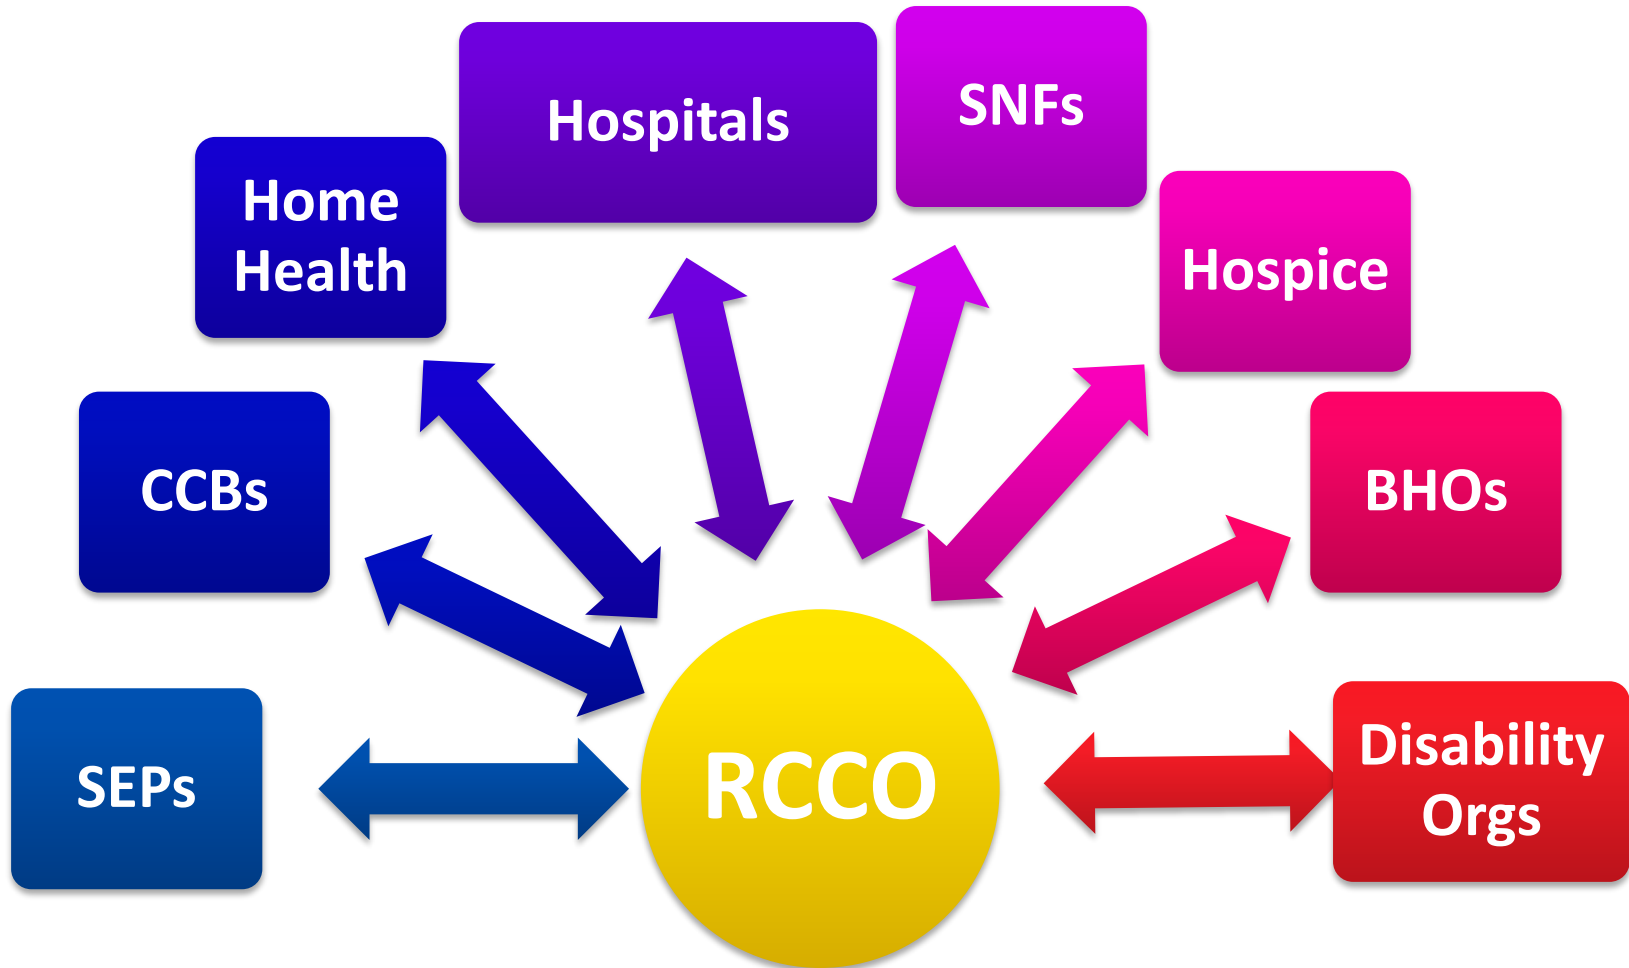 Hospitals
SNFs
Home
Health
Hospice
CCBs
BHOs
SEPs
RCCO
Disability
Orgs